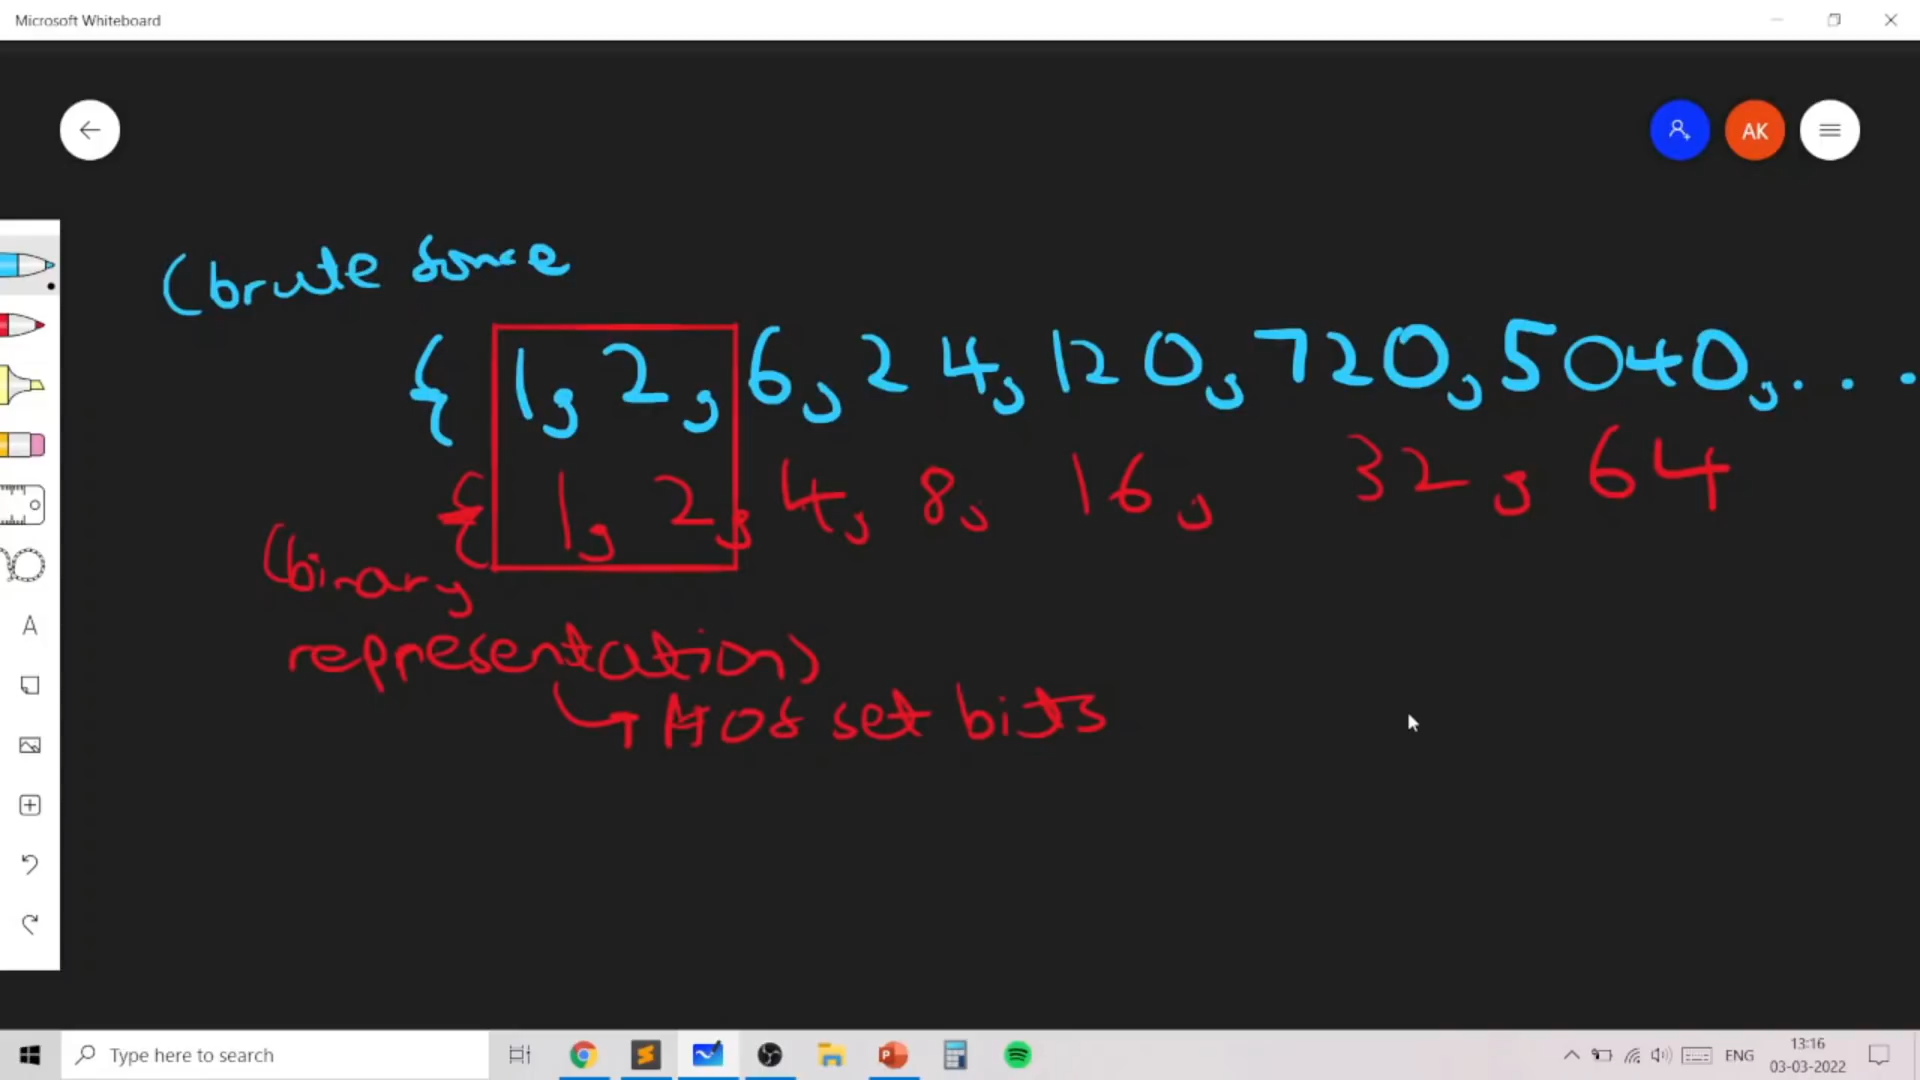 Microsoft Whiteboard
AK
(brute force
{ 1, 2, 6, 24, 120, 720, 5040, . . .
{ 1, 2, 4, 8, 16, 32, 64
(binary
representation)
# of set bits
A
Type here to search
ENG
13:16
03-03-2022